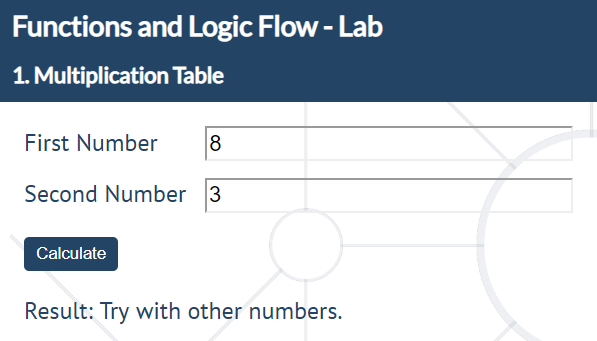 Functions and Logic Flow - Lab
1. Multiplication Table
First Number 8
Second Number 3
Calculate
Result: Try with other numbers.